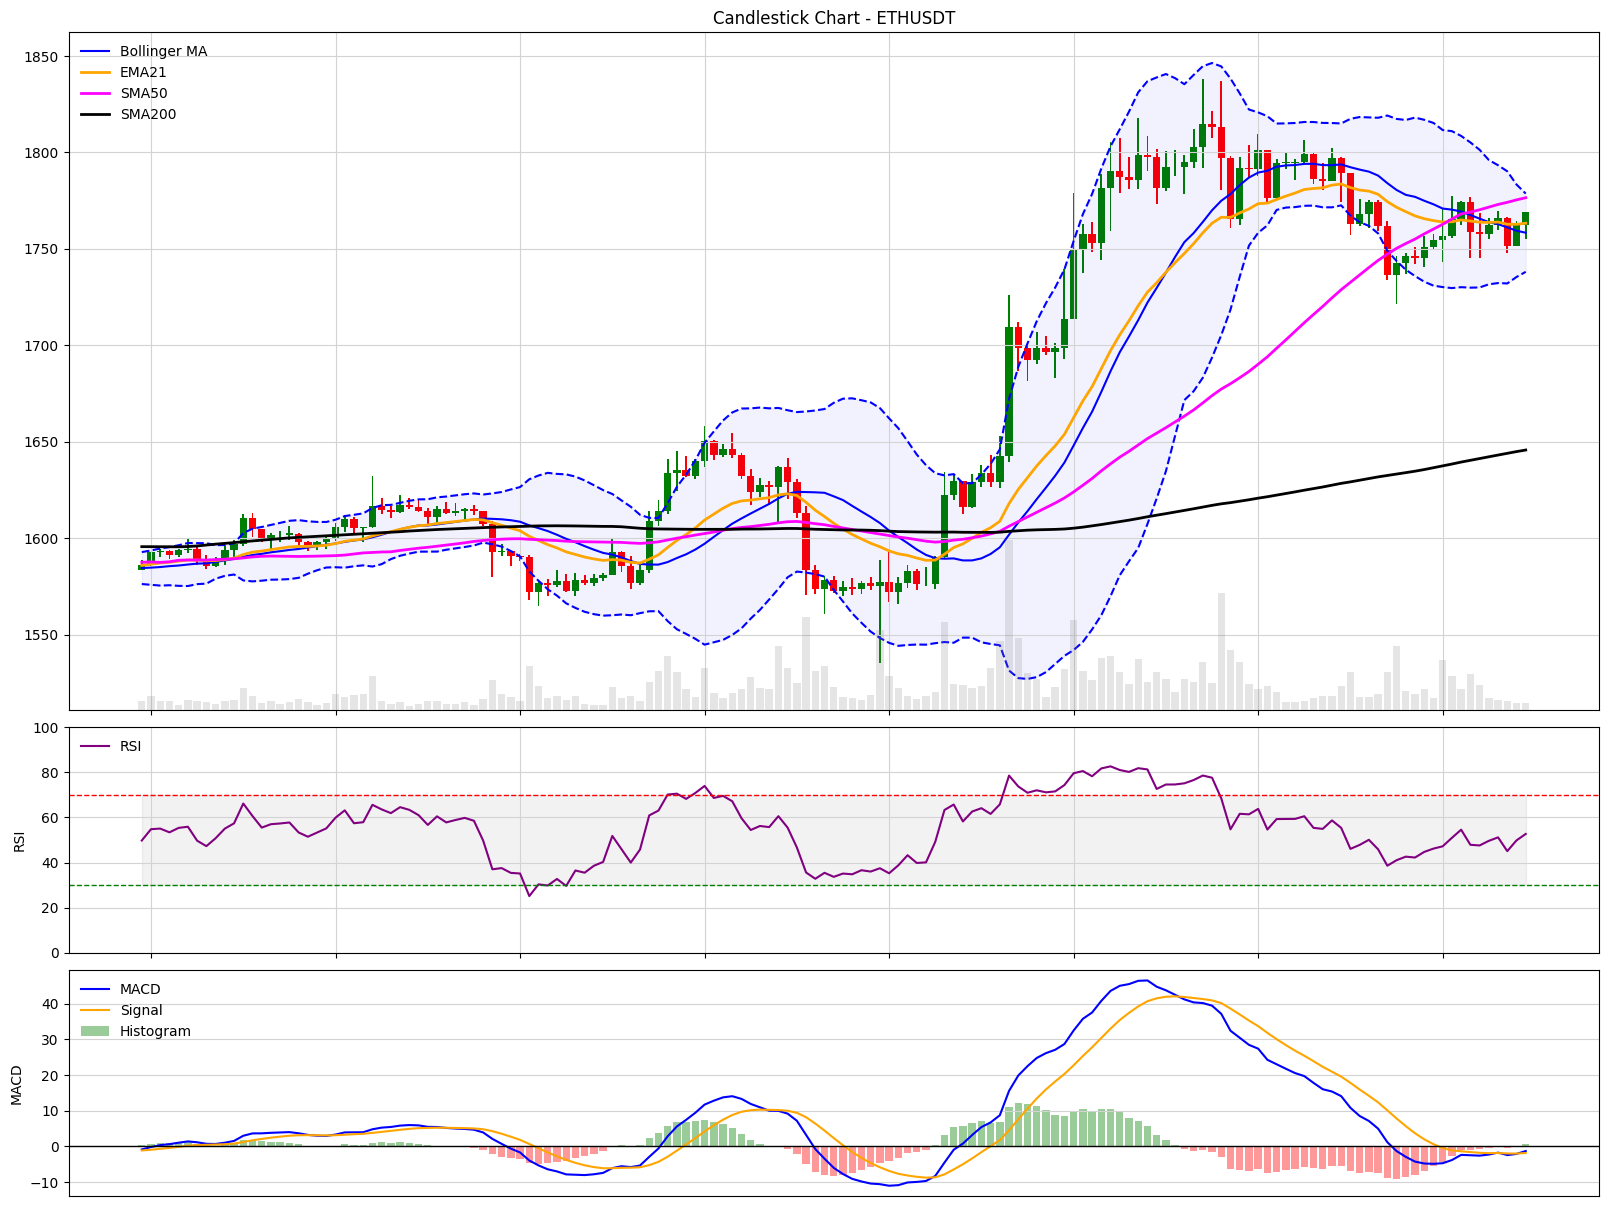 Candlestick Chart - ETHUSDT
Bollinger MA
EMA21
SMA50
SMA200
1850
1800
1750
1700
1650
1600
1550
RSI
100
80
60
40
20
0
RSI
MACD
Signal
Histogram
40
30
20
10
0
−10
MACD